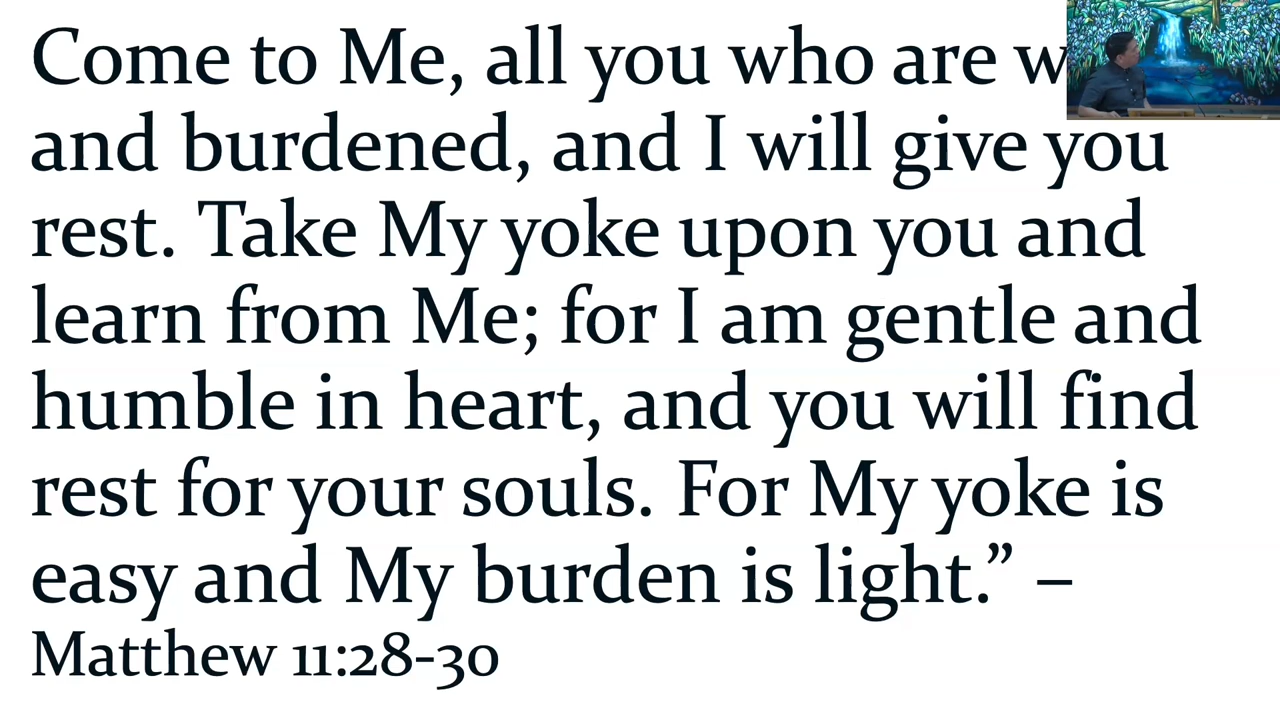 Come to Me, all you who are
and burdened, and I will give you
rest. Take My yoke upon you and
learn from Me; for I am gentle and
humble in heart, and you will find
rest for your souls. For My yoke is
easy and My burden is light.” –
Matthew 11:28-30